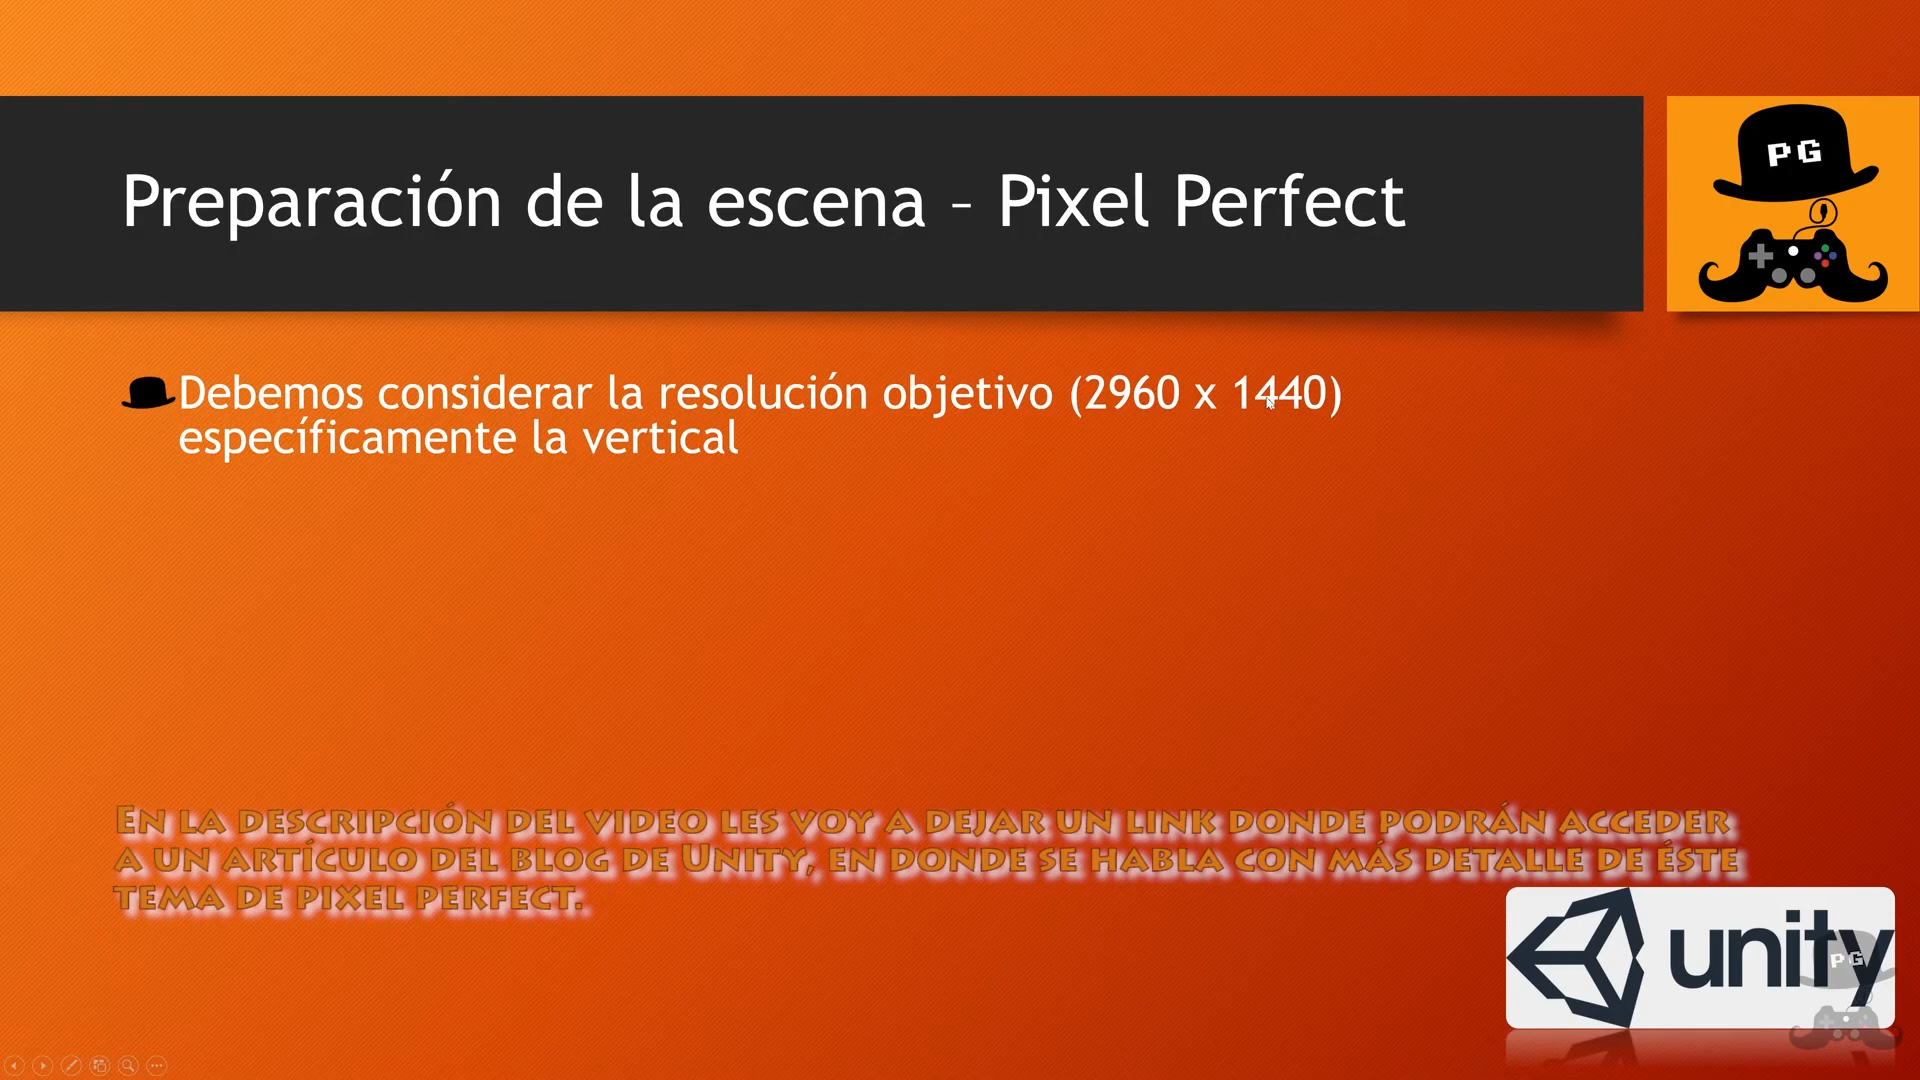 Preparación de la escena – Pixel Perfect
PG
Debemos considerar la resolución objetivo (2960 x 1440)
específicamente la vertical
En la descripción del video les voy a dejar un link donde podrán acceder
a un artículo del blog de Unity, en donde se habla con más detalle de éste
tema de pixel perfect.
unity
PG